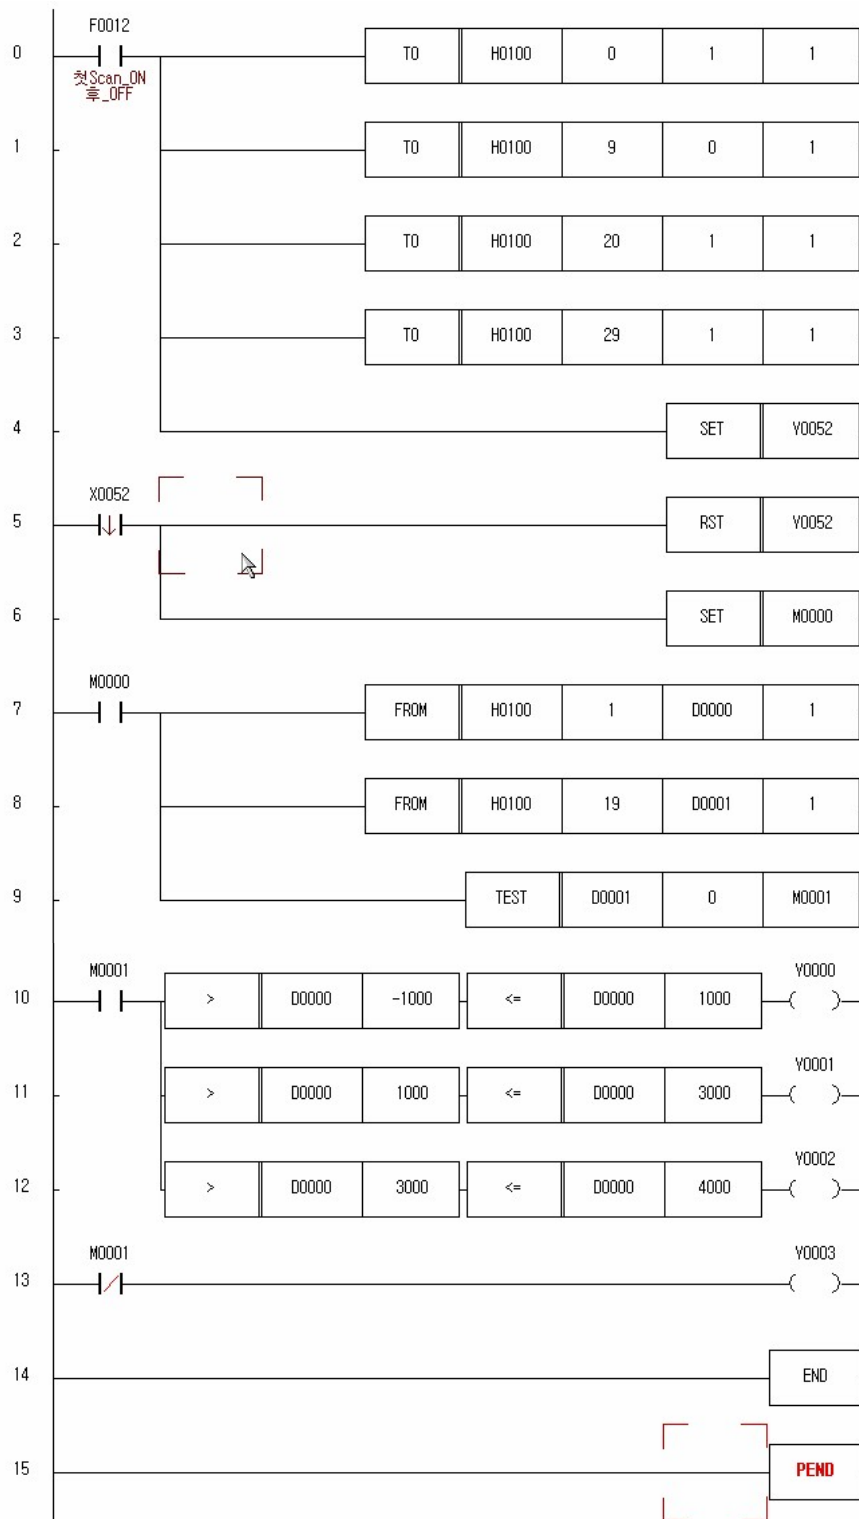 F0012
0 TO H0100 0 1 1
첫Scan_ON
후_OFF
1 TO H0100 9 0 1
2 TO H0100 20 1 1
3 TO H0100 29 1 1
4 SET Y0052
X0052
5 RST Y0052
6 SET M0000
M0000
7 FROM H0100 1 D0000 1
8 FROM H0100 19 D0001 1
9 TEST D0001 0 M0001
M0001 Y0000
10 > D0000 -1000 <= D0000 1000
Y0001
11 > D0000 1000 <= D0000 3000
Y0002
12 > D0000 3000 <= D0000 4000
M0001 Y0003
13
14 END
15 PEND